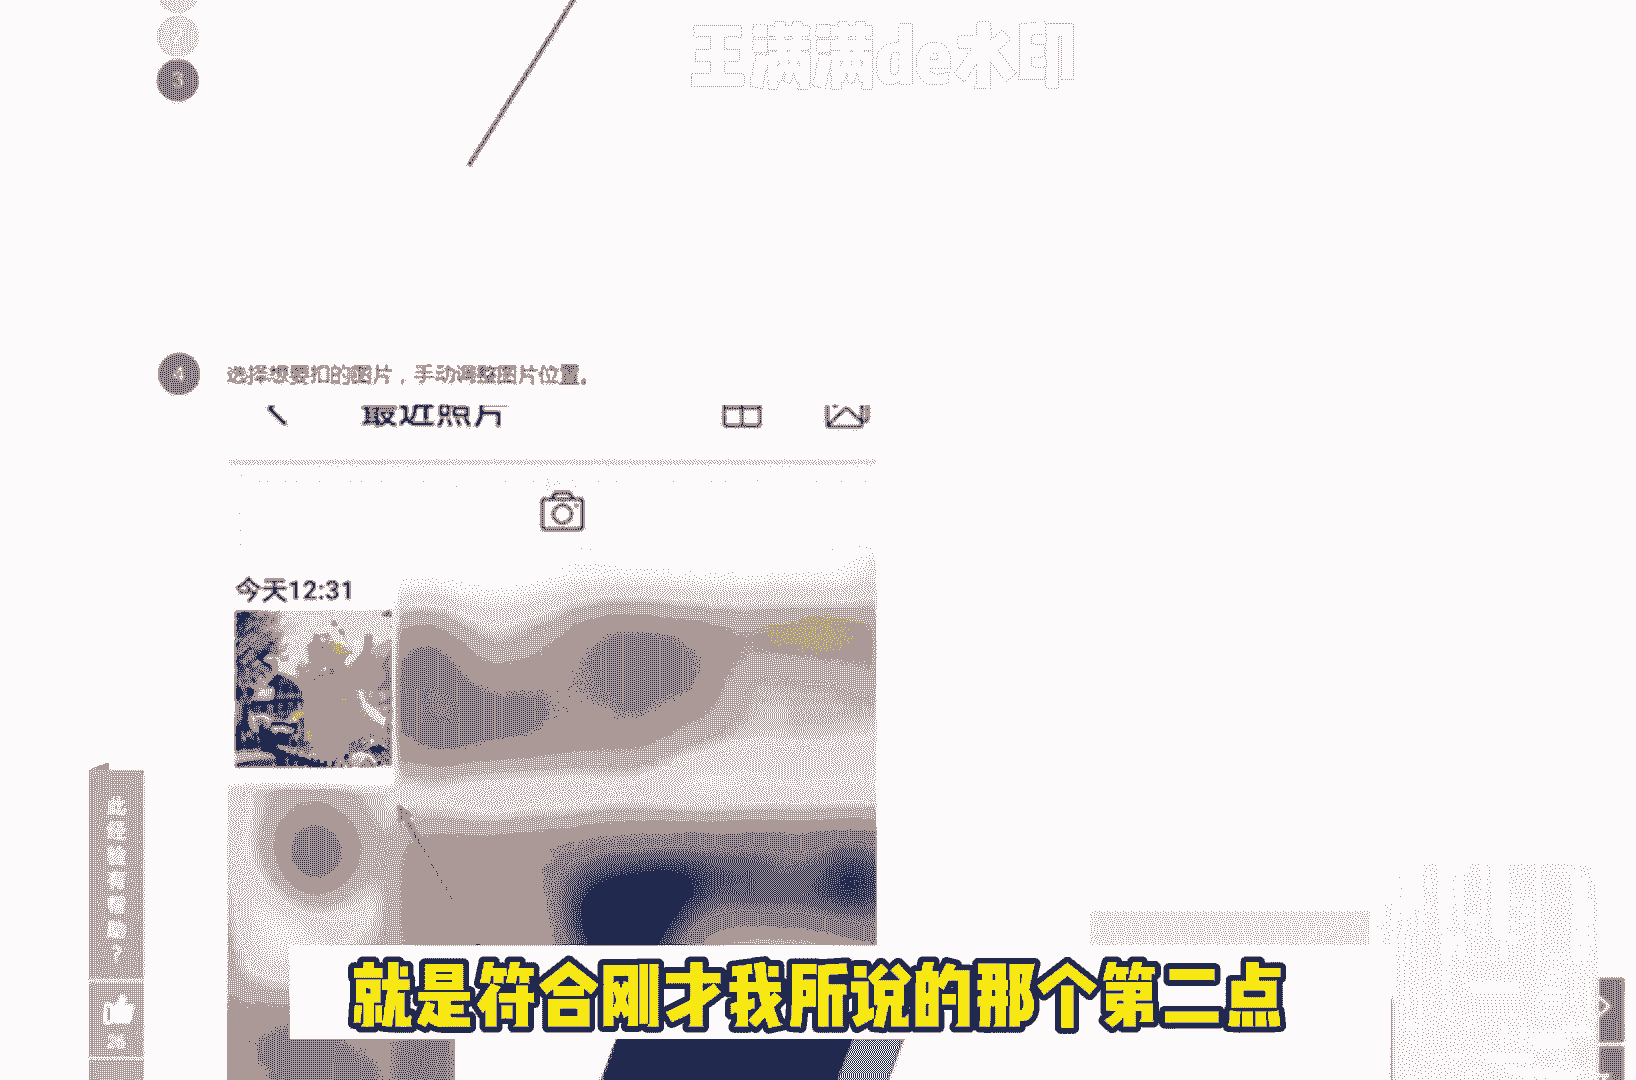 王满满de水印
2
3
4 选择想要扣的图片，手动调整图片位置。
最近照片
今天12:31
此经验有帮助？
就是符合刚才我所说的那个第二点